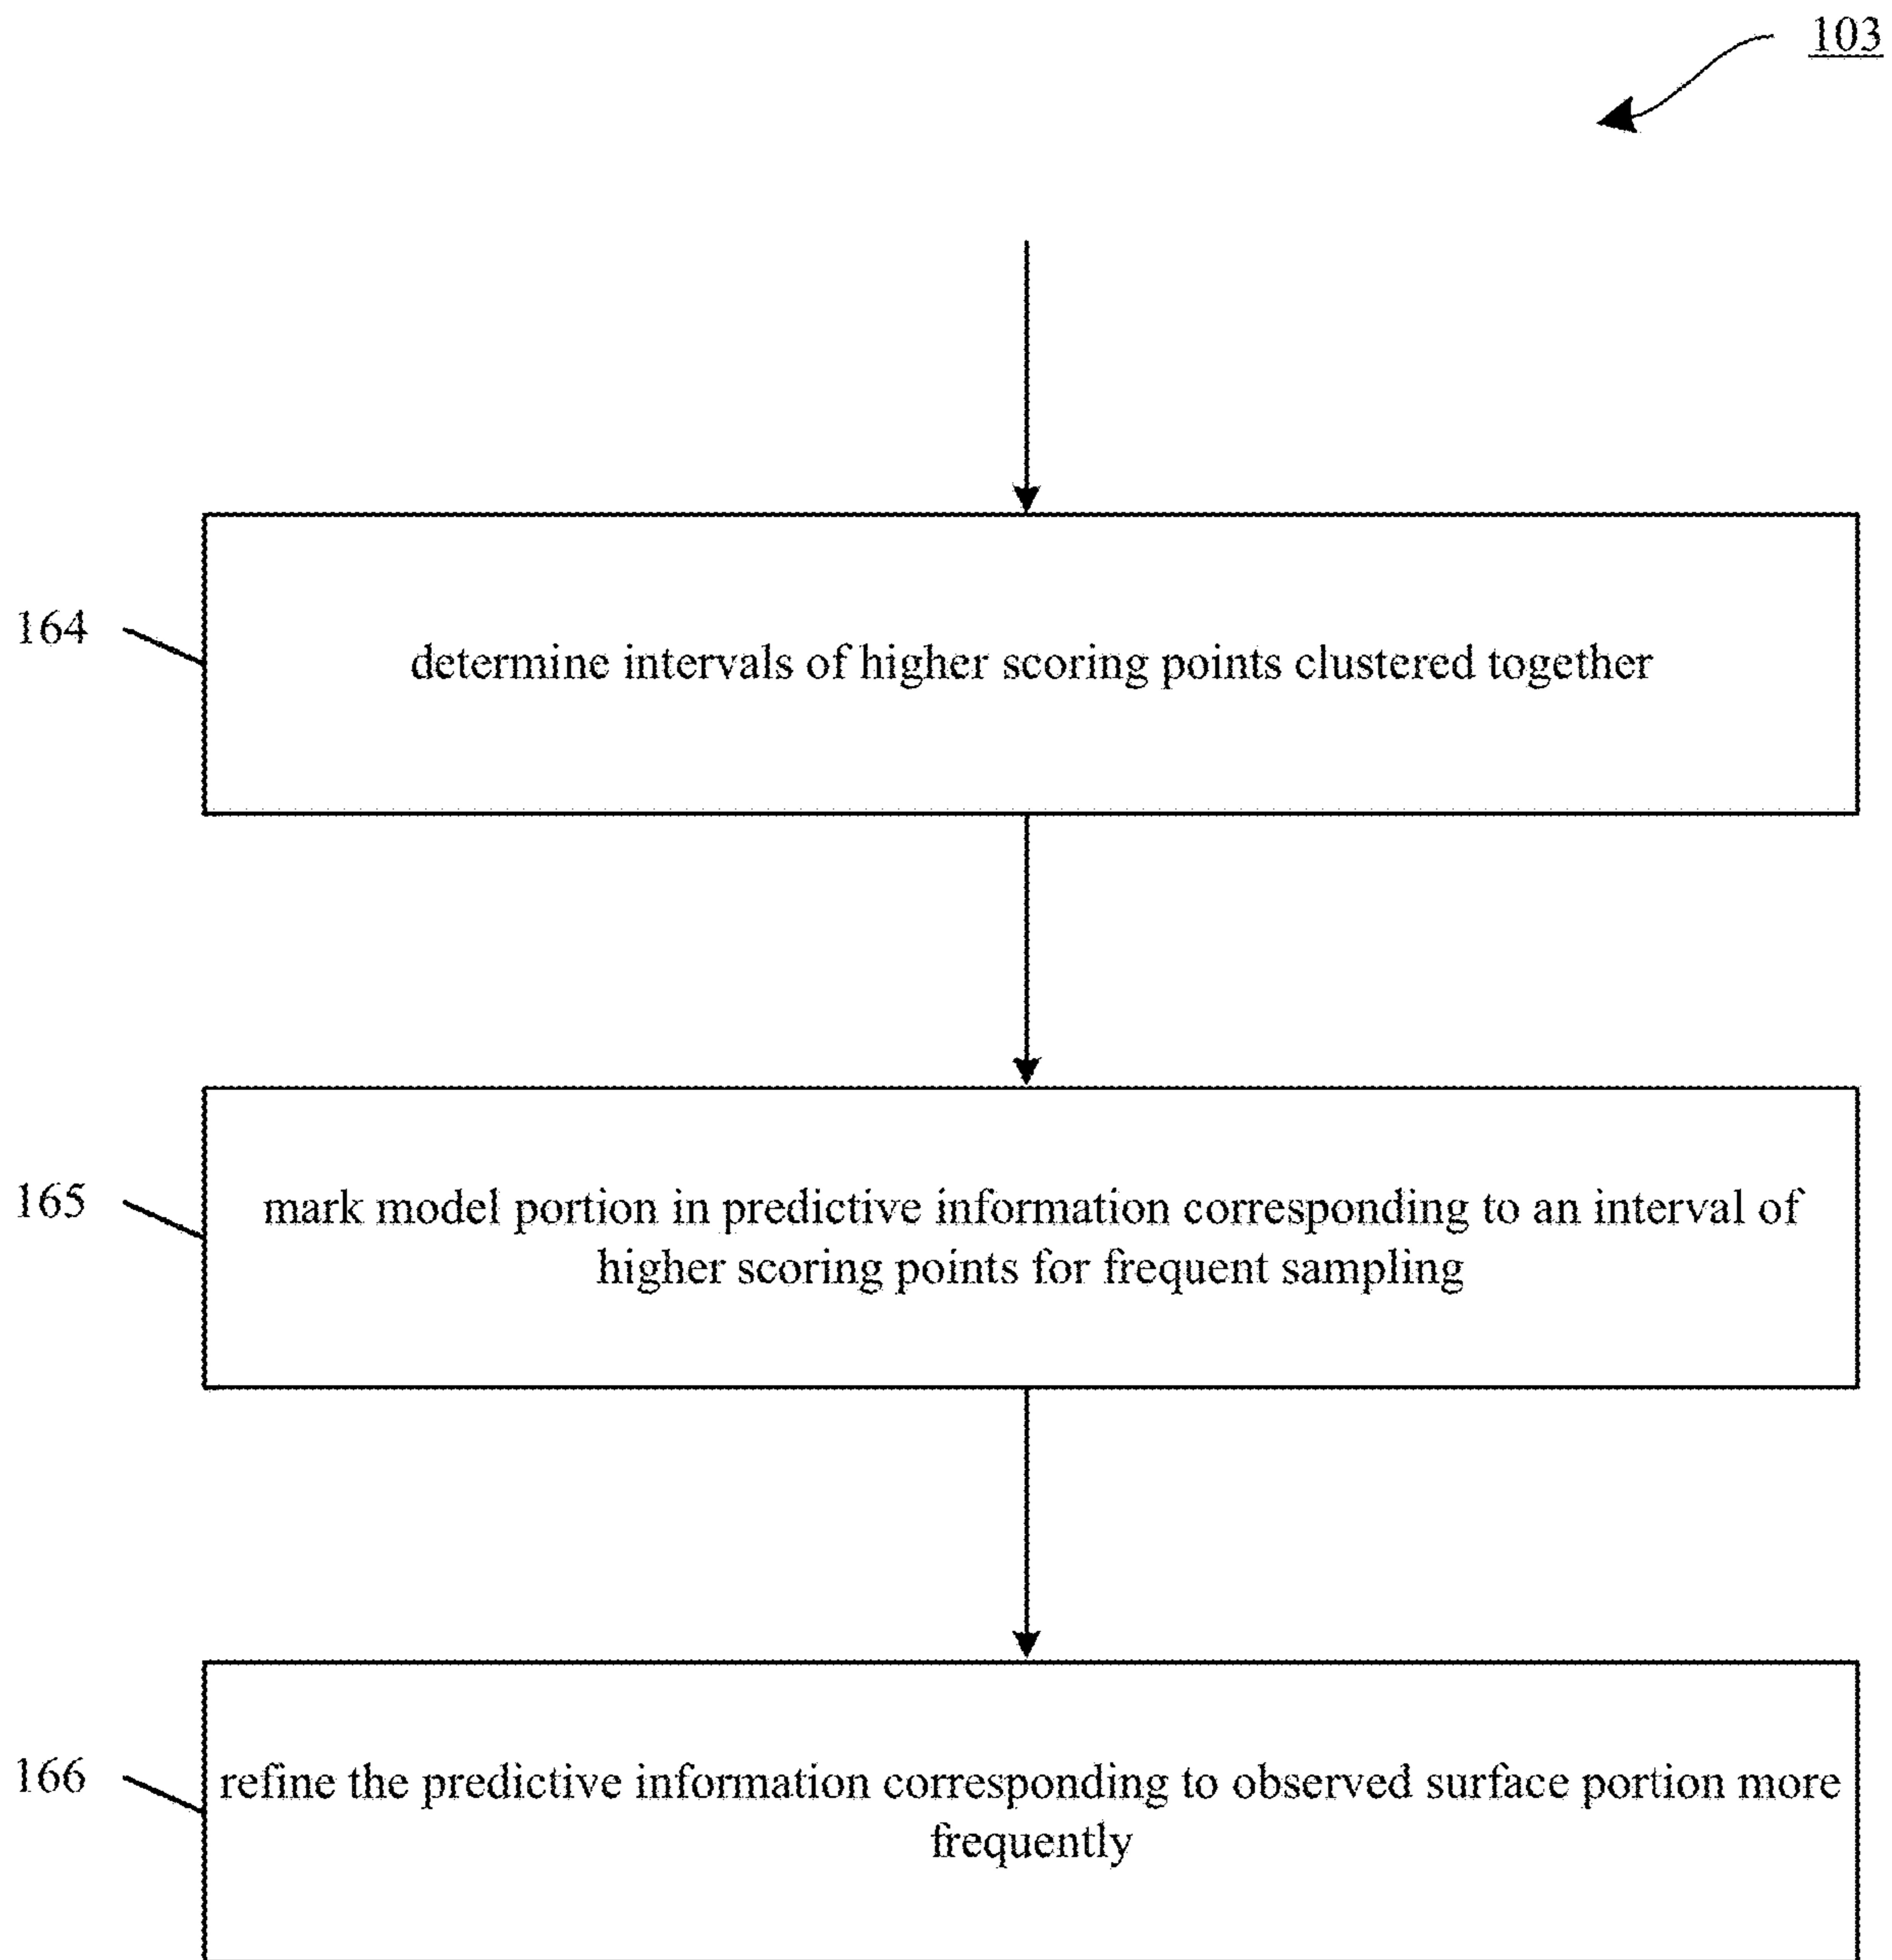 103
164
determine intervals of higher scoring points clustered together
165
mark model portion in predictive information corresponding to an interval of
higher scoring points for frequent sampling
166
refine the predictive information corresponding to observed surface portion more
frequently